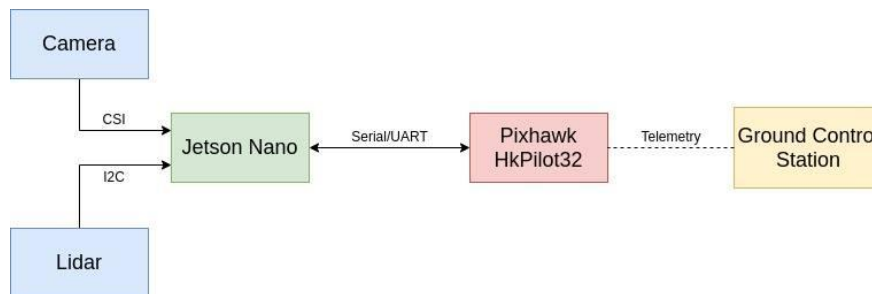 Camera
CSI
Jetson Nano
Serial/UART
Pixhawk
HkPilot32
Telemetry
Ground Contro
Station
I2C
Lidar